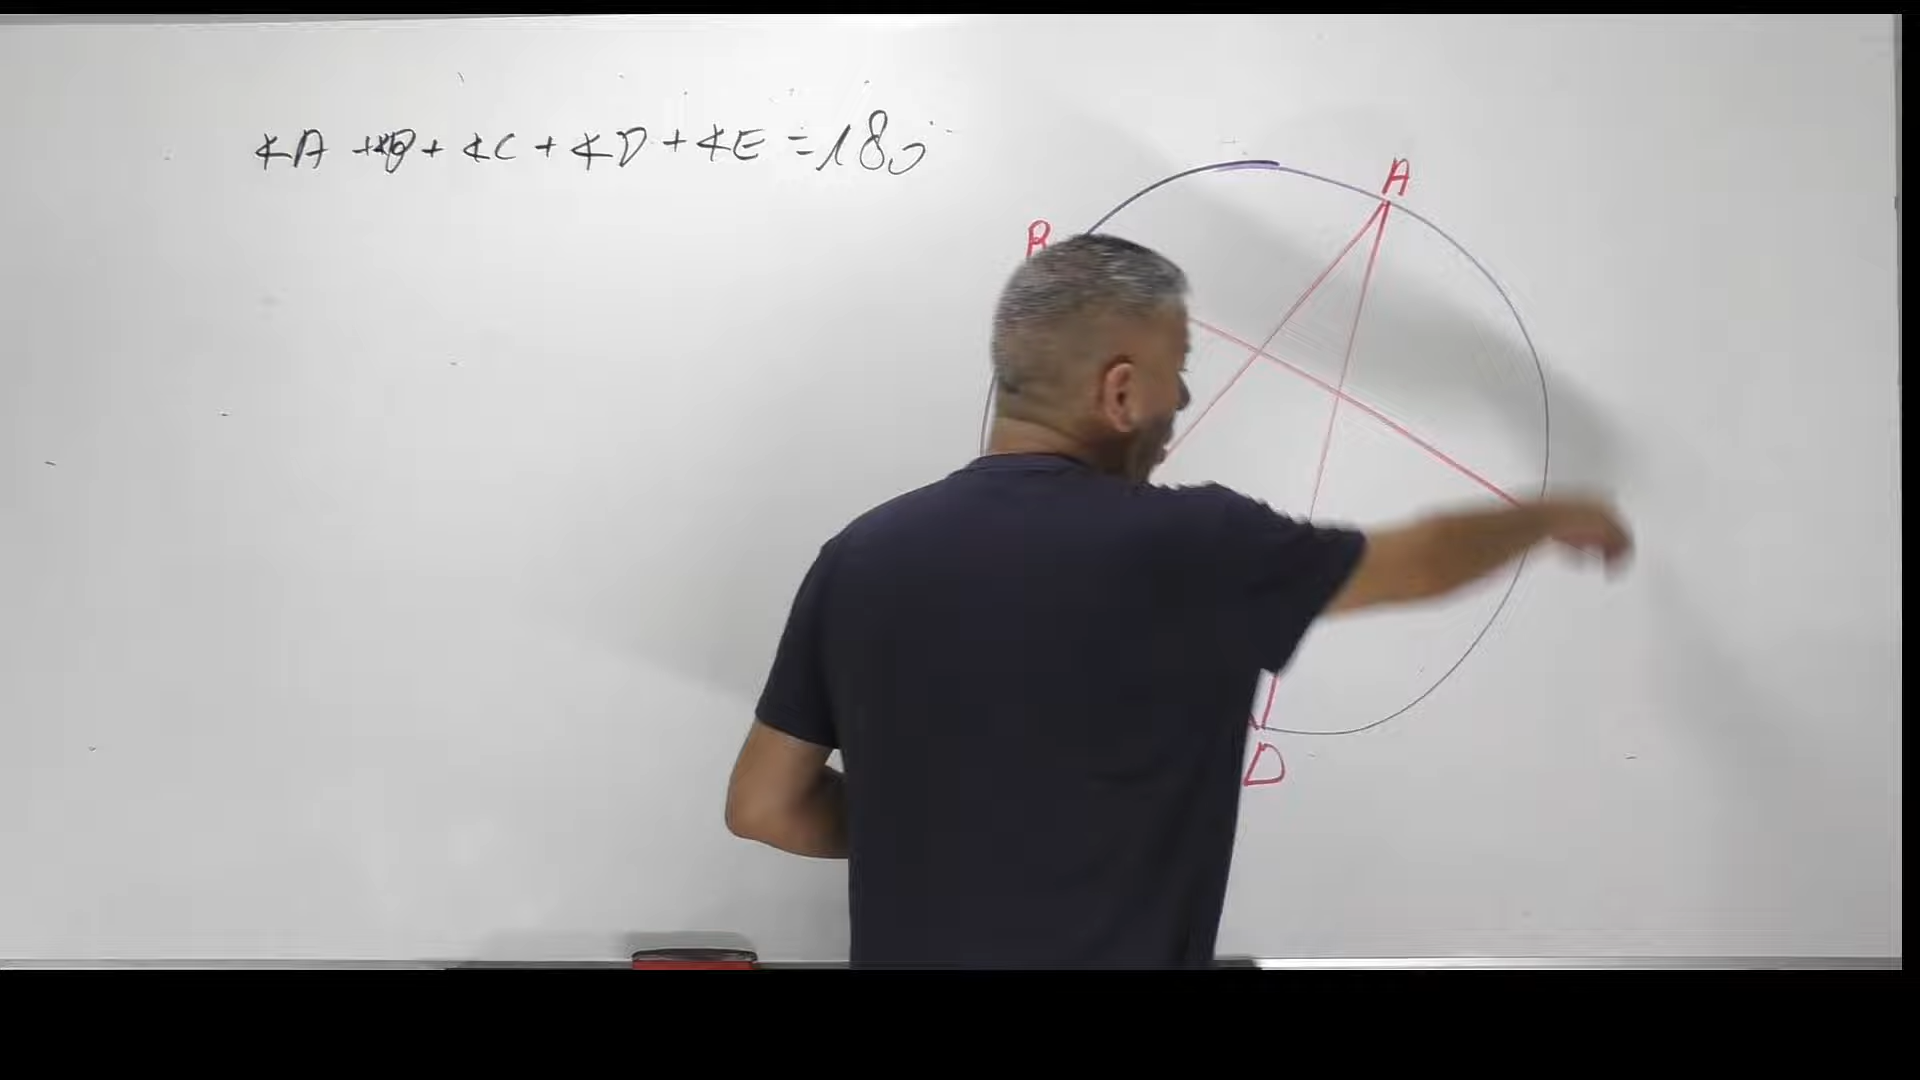 ∢A +∢B + ∢C + ∢D + ∢E = 180°
A
B
D